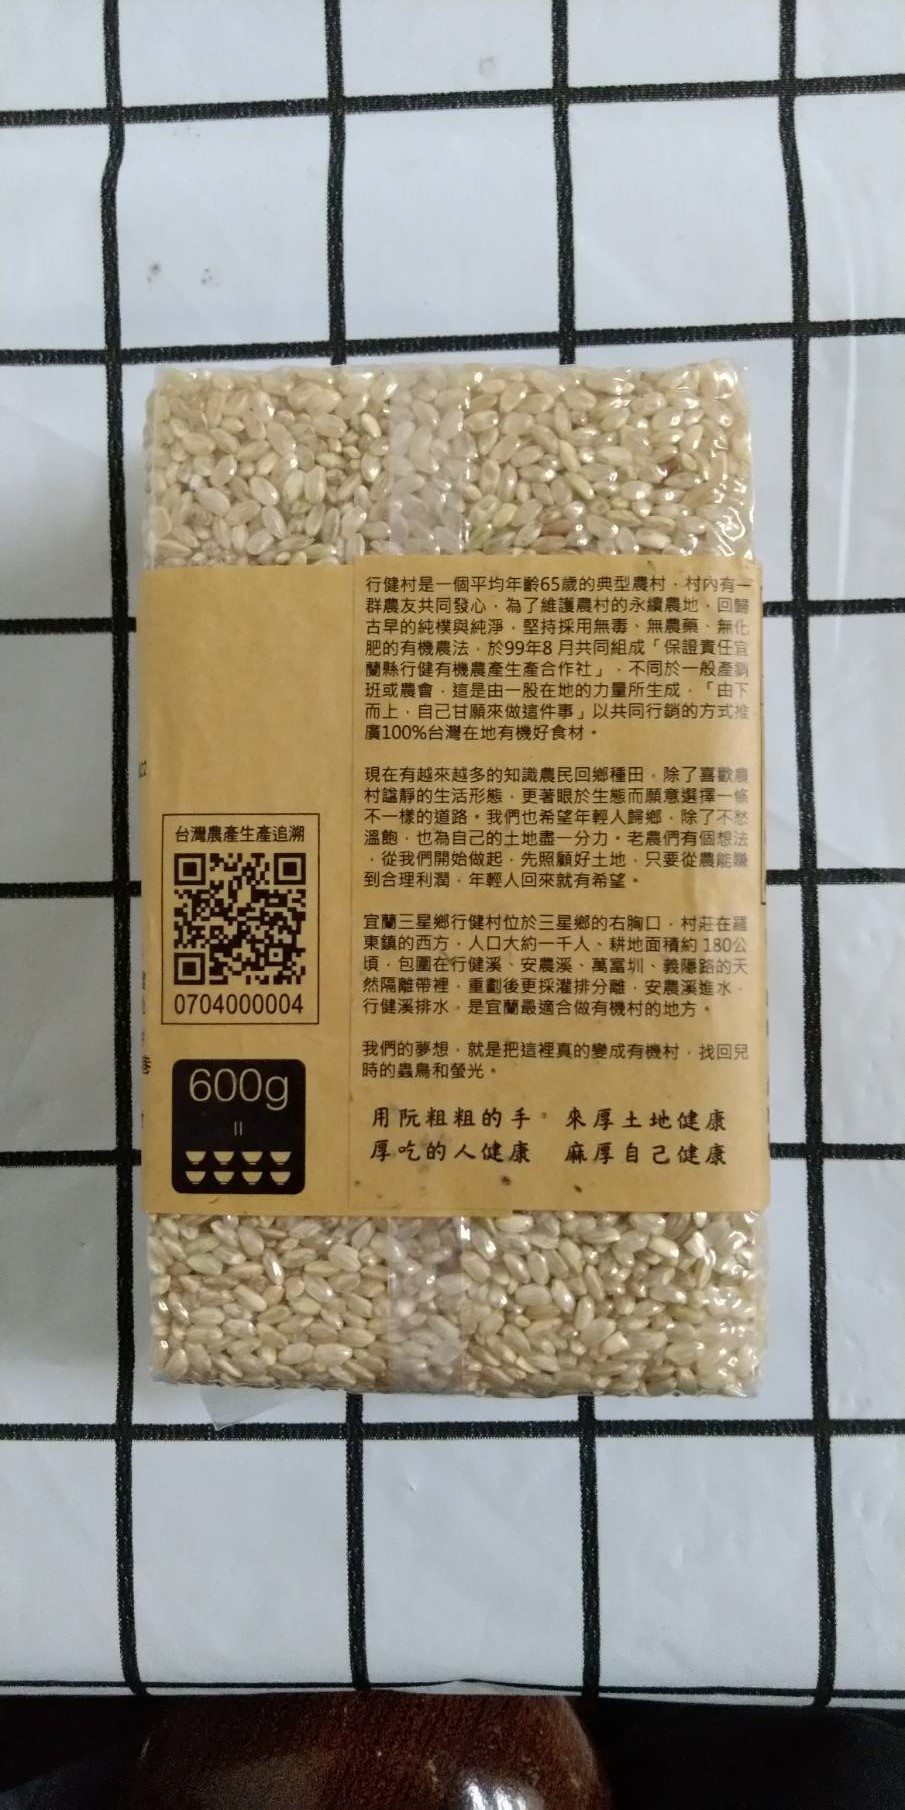 行健村是一個平均年齡65歲的典型農村，村內有一
群農友共同發心，為了維護農村的永續農地，回歸
古早的純樸與純淨，堅持採用無毒、無農藥、無化
肥的有機農法，於99年8 月共同組成「保證責任宜
蘭縣行健有機農產生產合作社」，不同於一般產銷
班或農會，這是由一股在地的力量所生成，「由下
而上，自己甘願來做這件事」以共同行銷的方式推
廣100%台灣在地有機好食材。
現在有越來越多的知識農民回鄉種田，除了喜歡農
村謐靜的生活形態，更著眼於生態而願意選擇一條
不一樣的道路。我們也希望年輕人歸鄉，除了不愁
溫飽，也為自己的土地盡一分力。老農們有個想法
，從我們開始做起，先照顧好土地，只要從農能賺
到合理利潤，年輕人回來就有希望。
宜蘭三星鄉行健村位於三星鄉的右胸口，村莊在羅
東鎮的西方，人口大約一千人、耕地面積約 180公
頃，包圍在行健溪、安農溪、萬富圳、義隱路的天
然隔離帶裡，重劃後更採灌排分離，安農溪進水，
行健溪排水，是宜蘭最適合做有機村的地方。
我們的夢想，就是把這裡真的變成有機村，找回兒
時的蟲鳥和螢光。
用阮粗粗的手。 來厚土地健康
厚吃的人健康 麻厚自己健康
台灣農產生產追溯
0704000004
600g
=